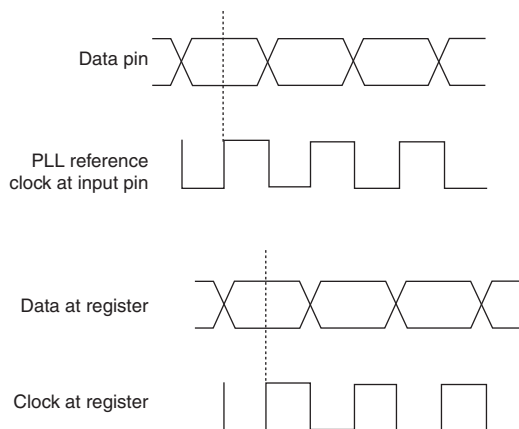 Data pin
PLL reference
clock at input pin
Data at register
Clock at register